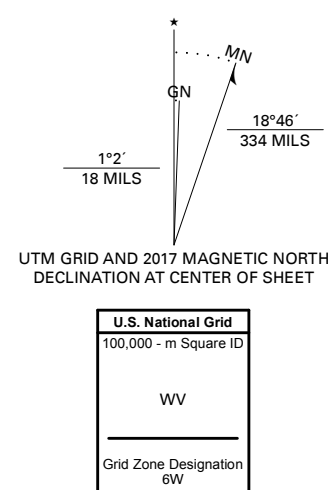 ★
MN
GN
18°46´
334 MILS
1°2´
18 MILS
UTM GRID AND 2017 MAGNETIC NORTH
DECLINATION AT CENTER OF SHEET
U.S. National Grid
100,000 - m Square ID
WV
Grid Zone Designation
6W